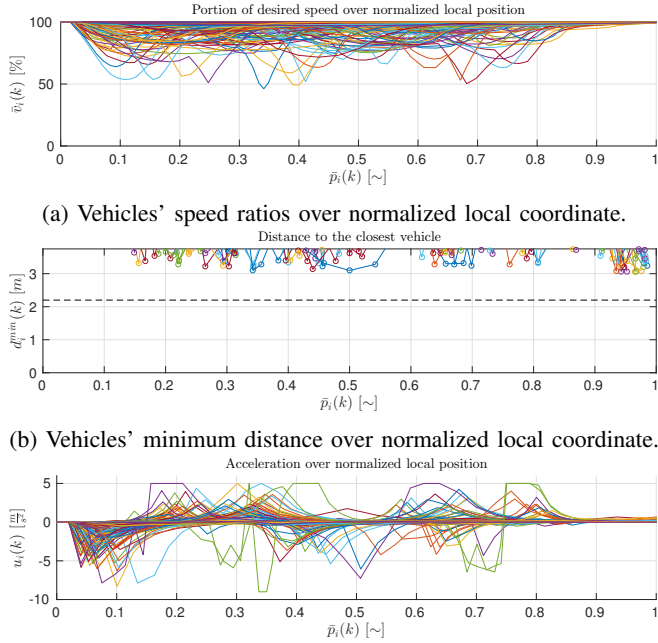 Portion of desired speed over normalized local position
100
50
0
v̄ᵢ(k) [%]
0 0.1 0.2 0.3 0.4 0.5 0.6 0.7 0.8 0.9 1
p̄ᵢ(k) [~]
(a) Vehicles' speed ratios over normalized local coordinate.
Distance to the closest vehicle
3
2
1
0
dᵢᵐⁱⁿ(k) [m]
0 0.1 0.2 0.3 0.4 0.5 0.6 0.7 0.8 0.9 1
p̄ᵢ(k) [~]
(b) Vehicles' minimum distance over normalized local coordinate.
Acceleration over normalized local position
5
0
-5
-10
uᵢ(k) [m/s²]
0 0.1 0.2 0.3 0.4 0.5 0.6 0.7 0.8 0.9 1
p̄ᵢ(k) [~]